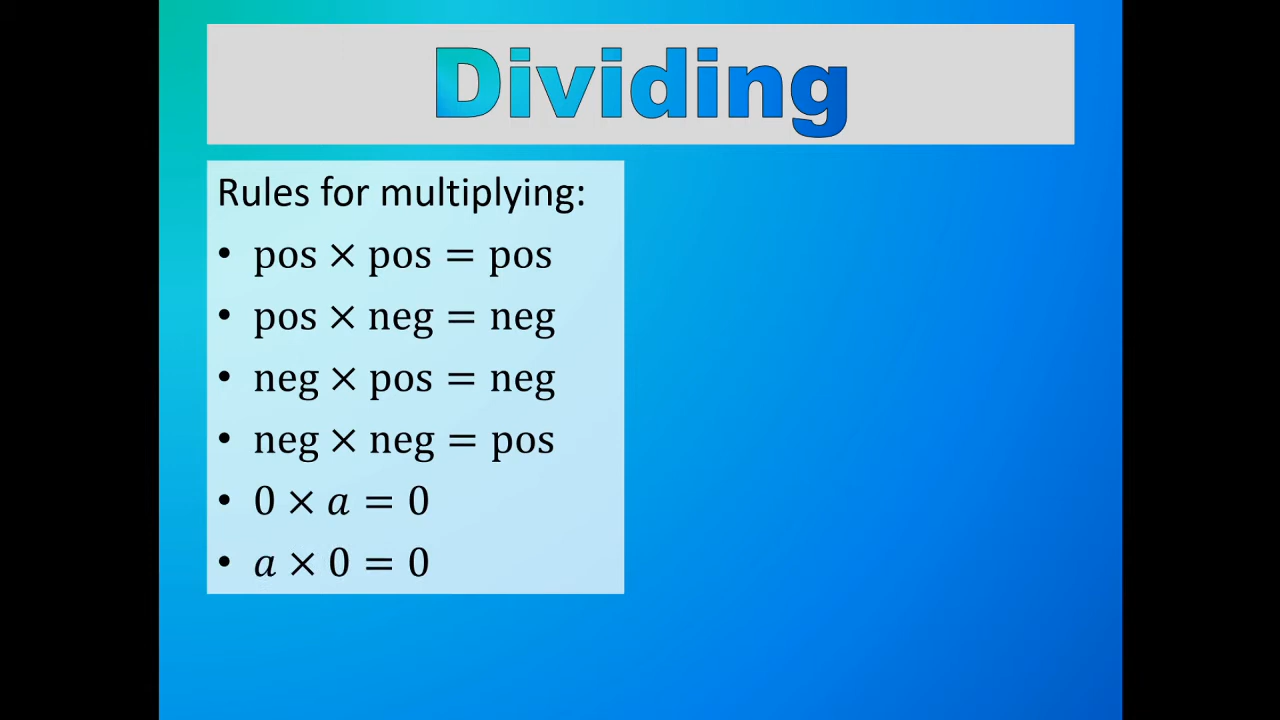 Dividing
Rules for multiplying:
• pos × pos = pos
• pos × neg = neg
• neg × pos = neg
• neg × neg = pos
• 0 × a = 0
• a × 0 = 0